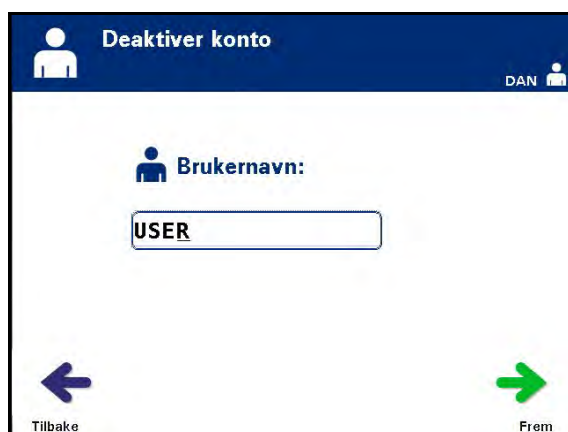 Deaktiver konto
DAN
Brukernavn:
USER
Tilbake
Frem